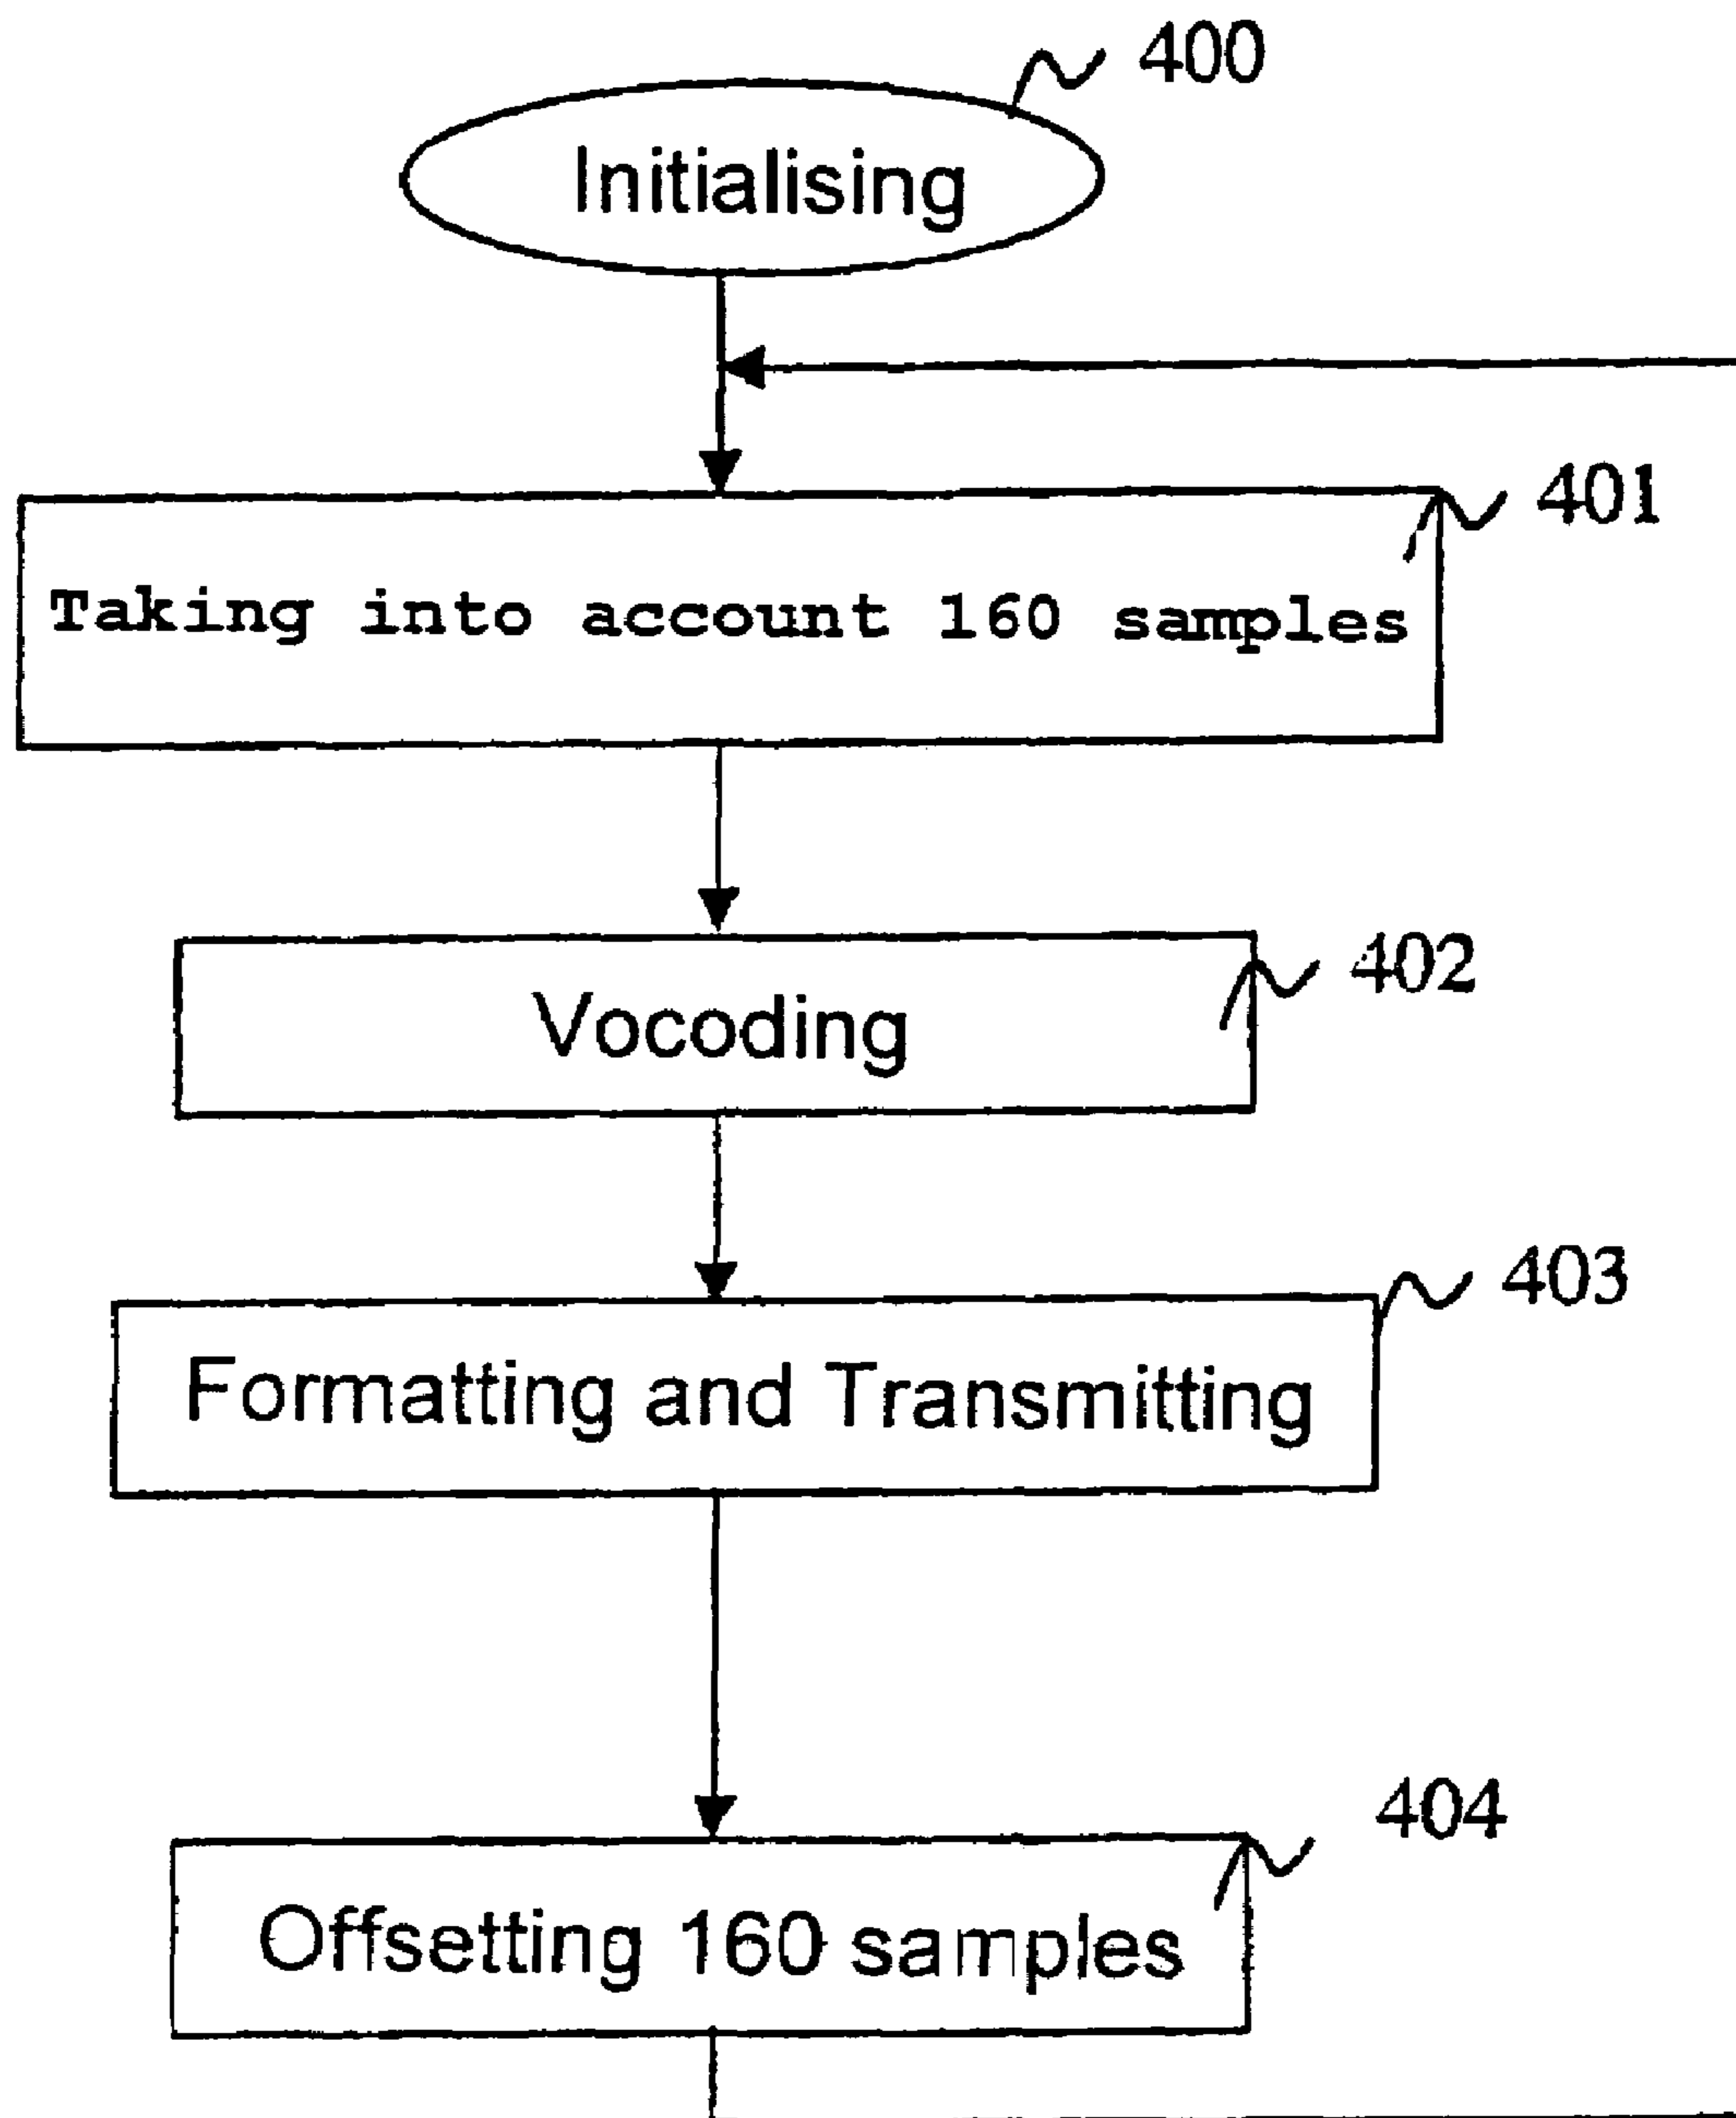 400
Initialising
401
Taking into account 160 samples
402
Vocoding
403
Formatting and Transmitting
404
Offsetting 160 samples